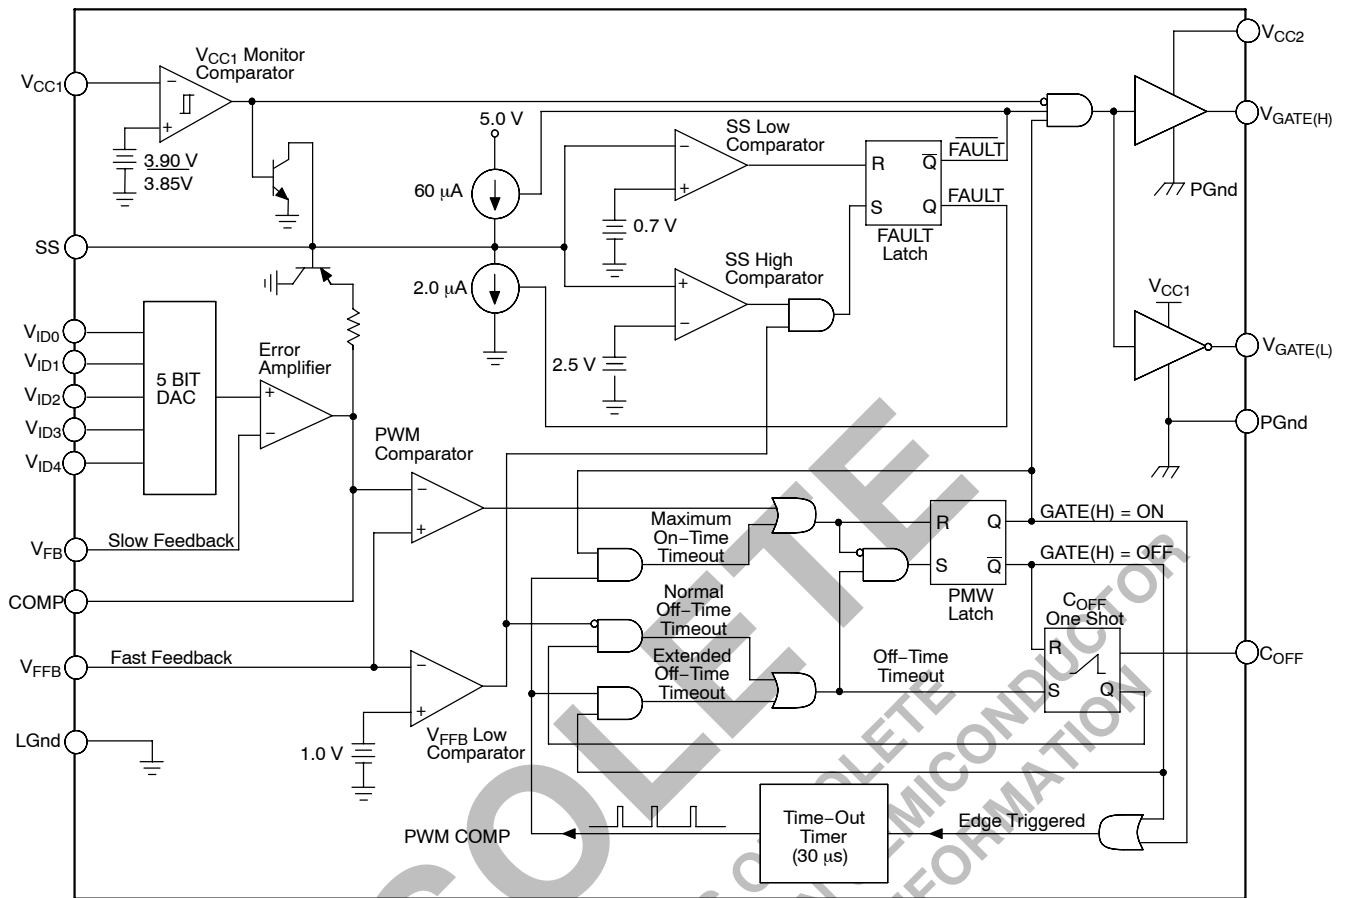 VCC1
VCC1 Monitor
Comparator
−
+
3.90 V
3.85V
5.0 V
60 μA
SS Low
Comparator
−
+
0.7 V
R
Q
S
Q
FAULT
FAULT
FAULT
Latch
VCC2
VGATE(H)
PGnd
SS
2.0 μA
SS High
Comparator
+
−
2.5 V
VCC1
VGATE(L)
PGnd
VID0
VID1
VID2
VID3
VID4
5 BIT
DAC
Error
Amplifier
+
−
PWM
Comparator
−
+
VFB
Slow Feedback
COMP
VFFB
Fast Feedback
LGnd
−
+
1.0 V
VFFB Low
Comparator
Maximum
On−Time
Timeout
Normal
Off−Time
Timeout
Extended
Off−Time
Timeout
R
Q
S
Q
PMW
Latch
GATE(H) = ON
GATE(H) = OFF
COFF
One Shot
R
S
Q
COFF
Off−Time
Timeout
PWM COMP
Time−Out
Timer
(30 μs)
Edge Triggered
OLETE
OLETE
SEMICONDUCTOR
FORMATION